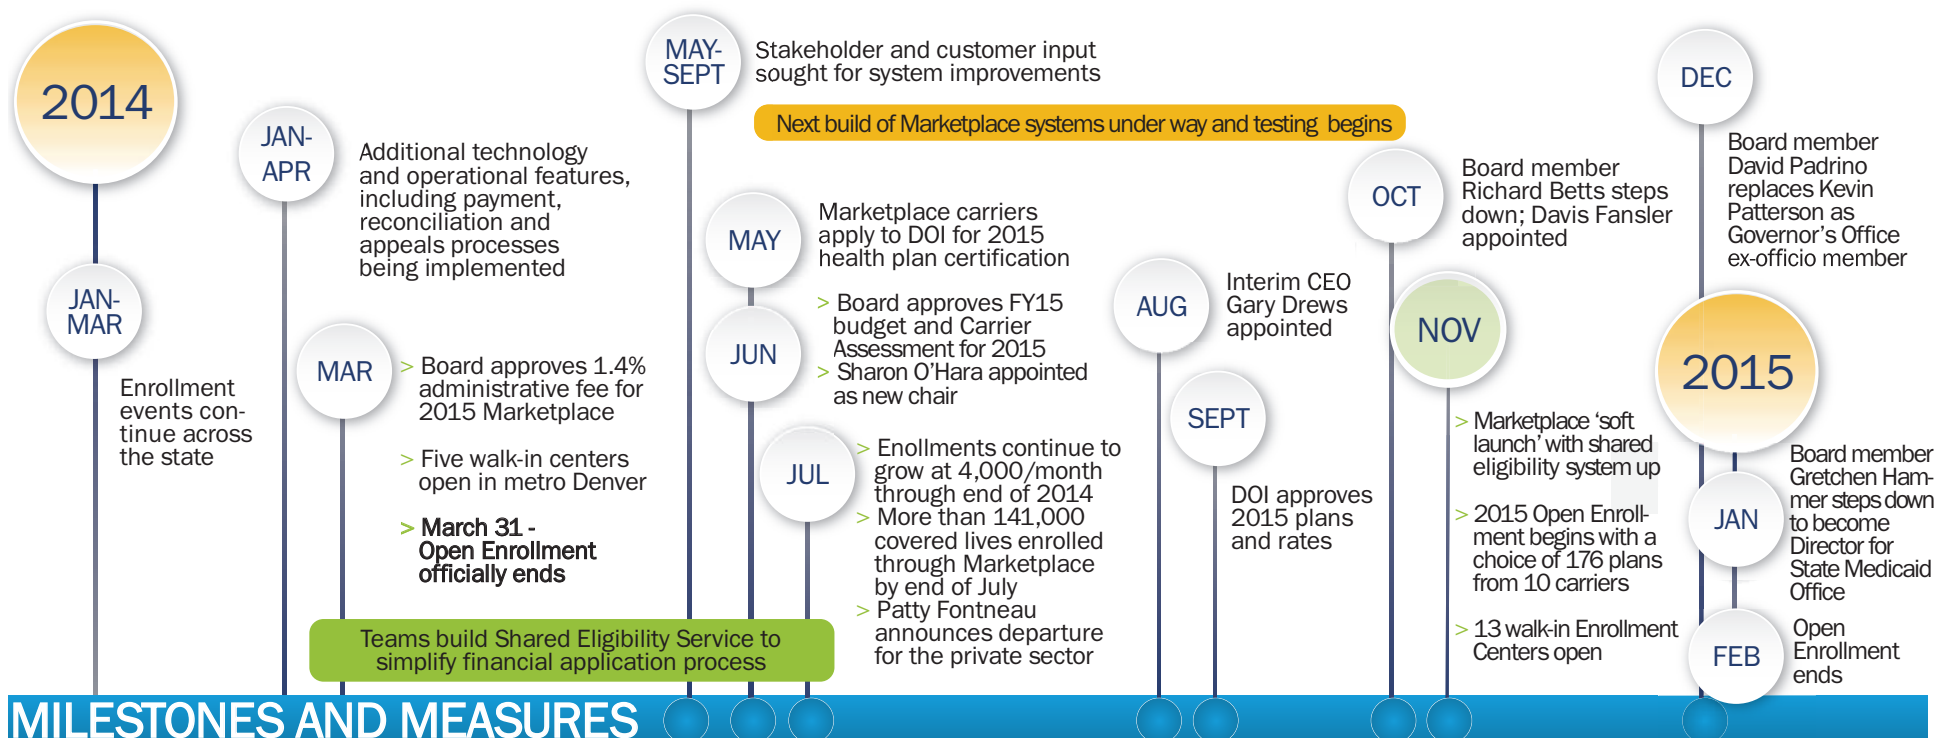 2014
JAN-
MAR
Enrollment
events con-
tinue across
the state
JAN-
APR
Additional technology
and operational features,
including payment,
reconciliation and
appeals processes
being implemented
MAR
> Board approves 1.4%
administrative fee for
2015 Marketplace
> Five walk-in centers
open in metro Denver
> March 31 -
Open Enrollment
officially ends
Teams build Shared Eligibility Service to
simplify financial application process
MAY-
SEPT
Stakeholder and customer input
sought for system improvements
Next build of Marketplace systems under way and testing begins
MAY
Marketplace carriers
apply to DOI for 2015
health plan certification
JUN
> Board approves FY15
budget and Carrier
Assessment for 2015
> Sharon O'Hara appointed
as new chair
JUL
> Enollments continue to
grow at 4,000/month
through end of 2014
> More than 141,000
covered lives enrolled
through Marketplace
by end of July
> Patty Fontneau
announces departure
for the private sector
AUG
Interim CEO
Gary Drews
appointed
SEPT
DOI approves
2015 plans
and rates
OCT
Board member
Richard Betts steps
down; Davis Fansler
appointed
NOV
> Marketplace ‘soft
launch’ with shared
eligibility system up
> 2015 Open Enroll-
ment begins with a
choice of 176 plans
from 10 carriers
> 13 walk-in Enrollment
Centers open
DEC
Board member
David Padrino
replaces Kevin
Patterson as
Governor's Office
ex-officio member
2015
JAN
Board member
Gretchen Ham-
mer steps down
to become
Director for
State Medicaid
Office
FEB
Open
Enrollment
ends
MILESTONES AND MEASURES